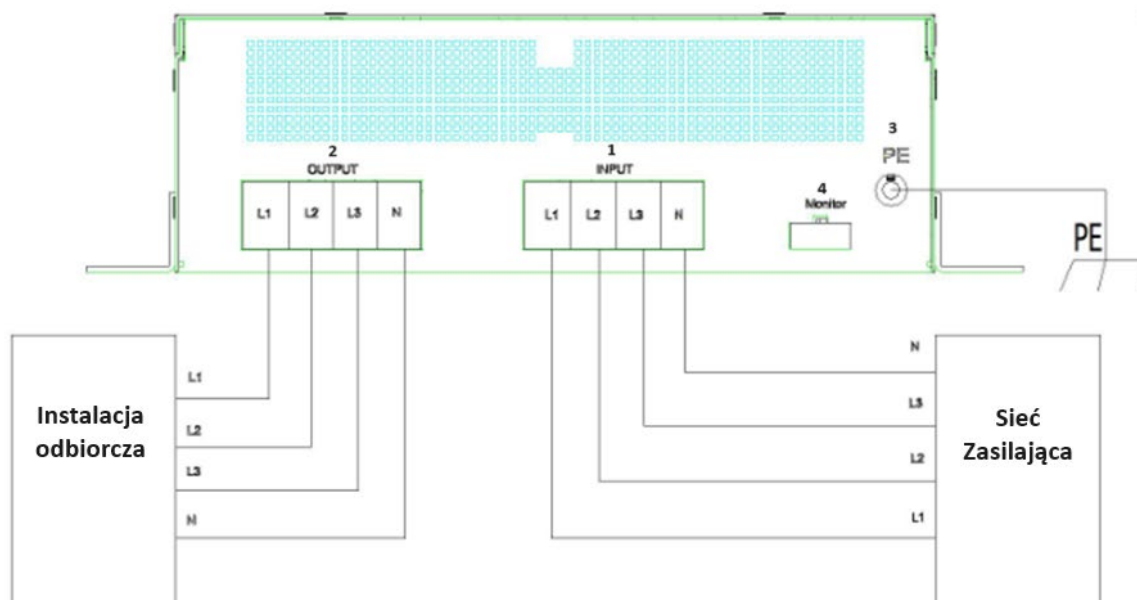 3
PE
2
OUTPUT
1
INPUT
4
Monitor
L1 L2 L3 N
L1 L2 L3 N
PE
L1
L2
L3
N
Instalacja
odbiorcza
N
L3
L2
L1
Sieć
Zasilająca